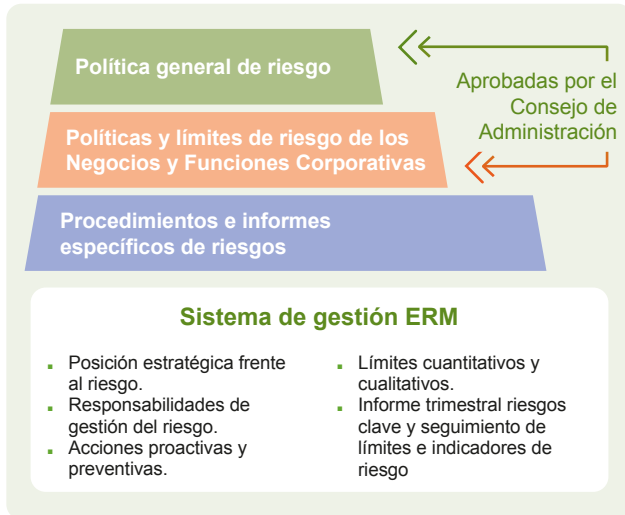 Política general de riesgo
Aprobadas por el
Consejo de
Administración
Políticas y límites de riesgo de los
Negocios y Funciones Corporativas
Procedimientos e informes
específicos de riesgos
Sistema de gestión ERM
▪ Posición estratégica frente
al riesgo.
▪ Responsabilidades de
gestión del riesgo.
▪ Acciones proactivas y
preventivas.
▪ Límites cuantitativos y
cualitativos.
▪ Informe trimestral riesgos
clave y seguimiento de
límites e indicadores de
riesgo